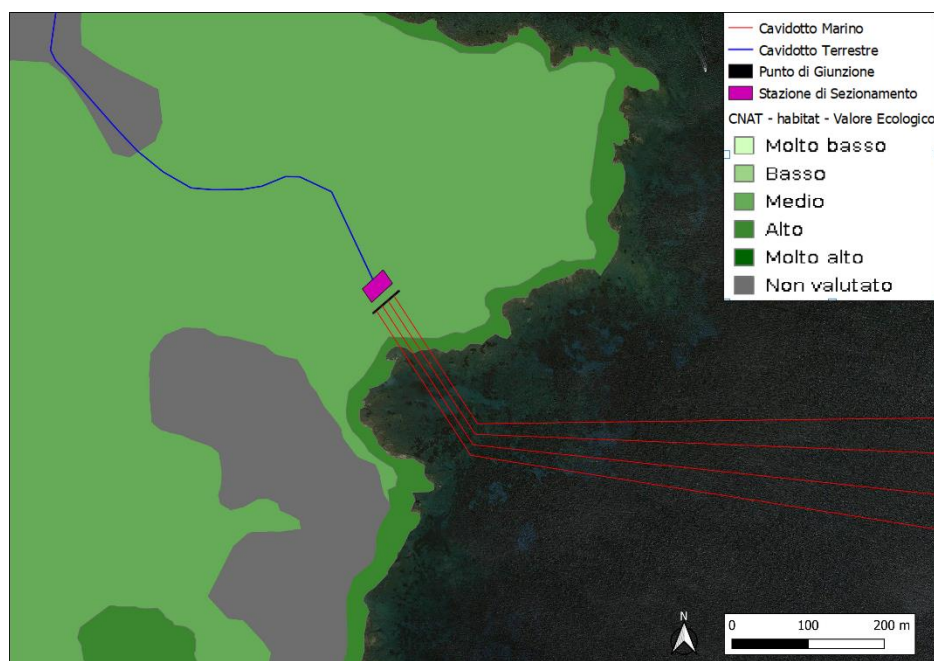 Cavidotto Marino
Cavidotto Terrestre
Punto di Giunzione
Stazione di Sezionamento
CNAT - habitat - Valore Ecologico
Molto basso
Basso
Medio
Alto
Molto alto
Non valutato
N
0 100 200 m